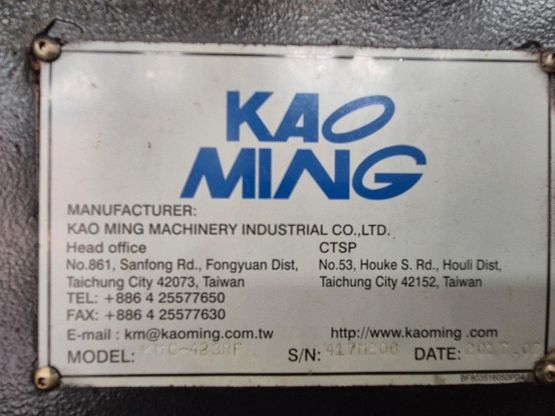 KAO
MING
MANUFACTURER:
KAO MING MACHINERY INDUSTRIAL CO.,LTD.
Head office CTSP
No.861, Sanfong Rd., Fongyuan Dist, No.53, Houke S. Rd., Houli Dist,
Taichung City 42073, Taiwan Taichung City 42152, Taiwan
TEL: +886 4 25577650
FAX: +886 4 25577630
E-mail : km@kaoming.com.tw http://www.kaoming .com
MODEL: S/N: DATE: